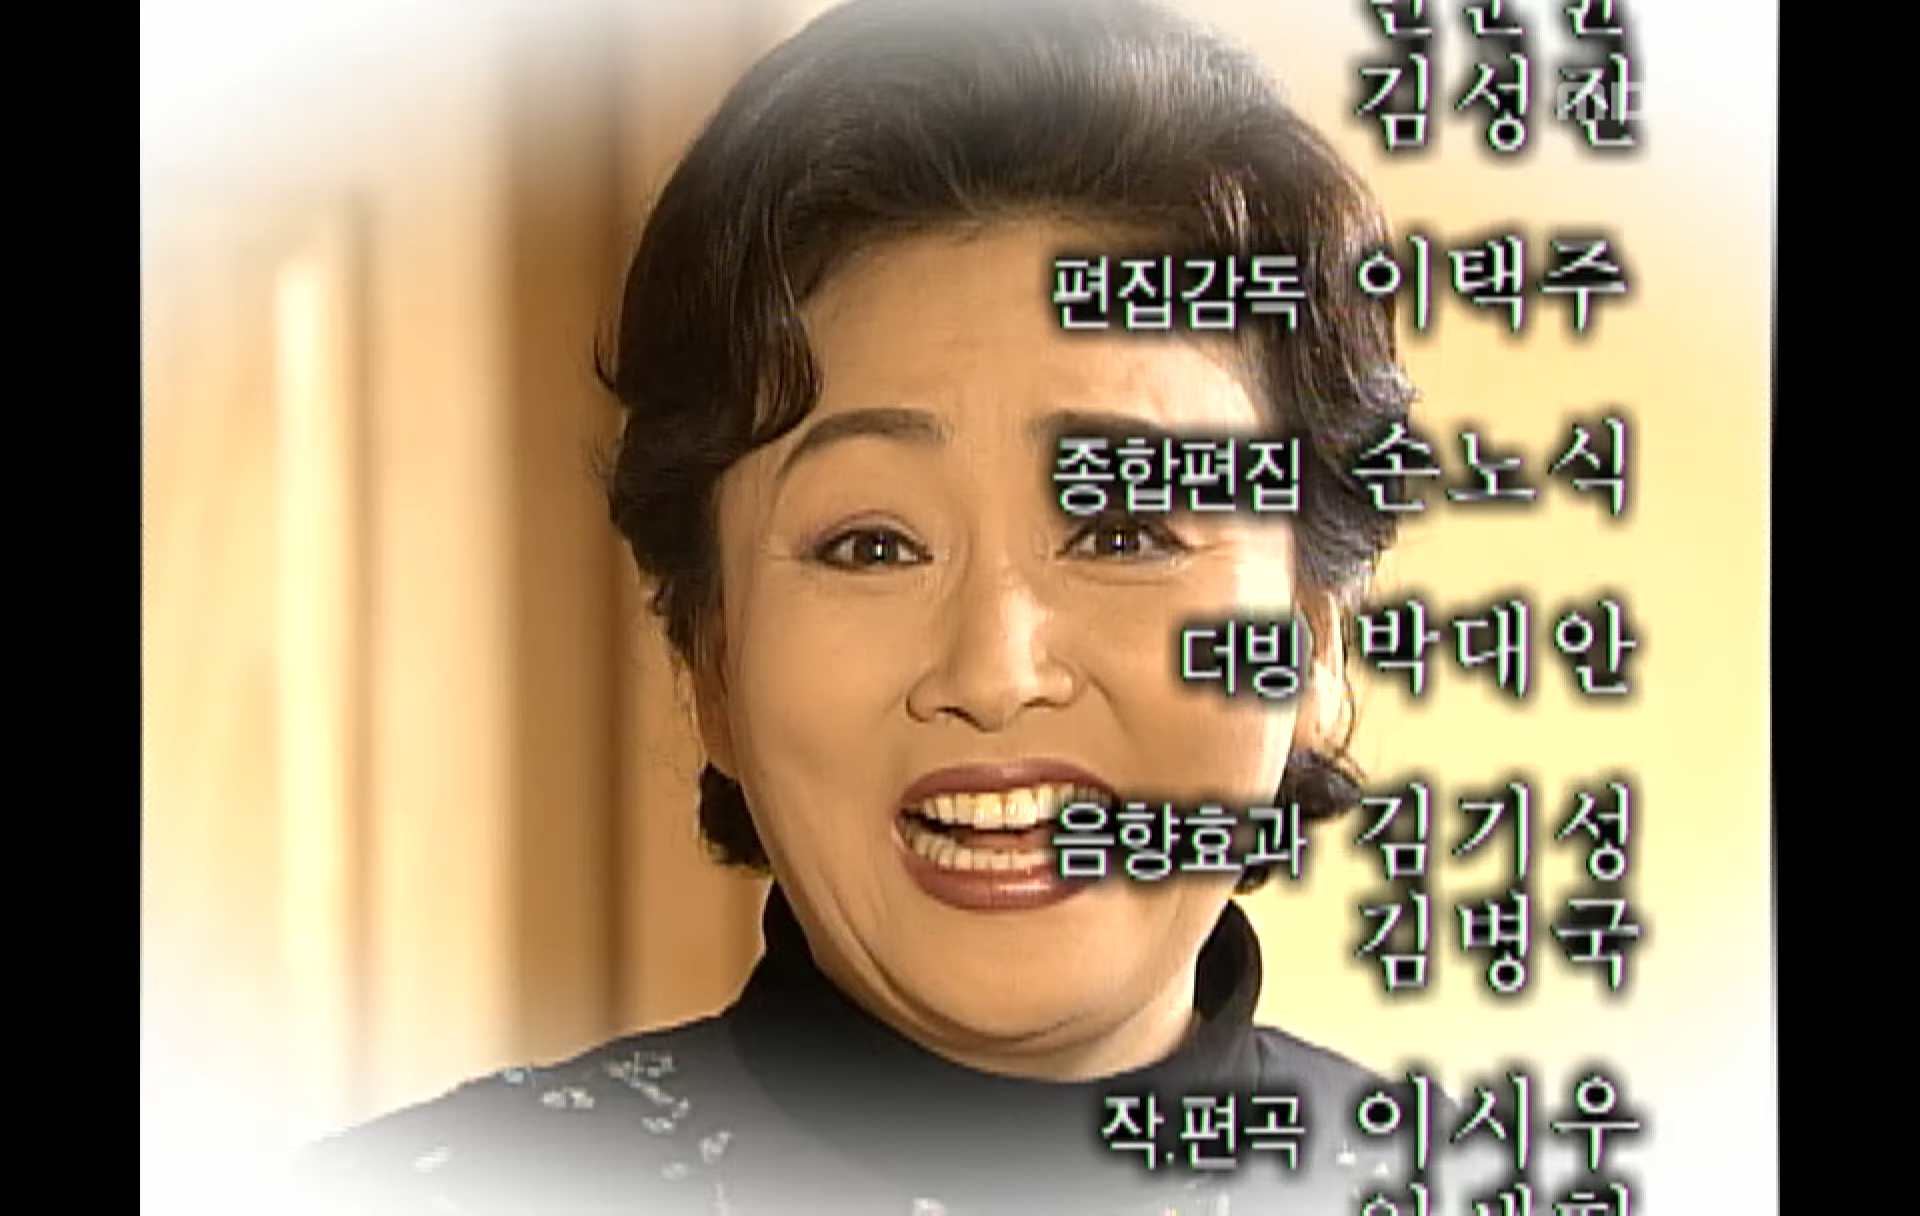 김성진
편집감독 이택주
종합편집 손노식
더빙 박대안
음향효과 김기성
김병국
작.편곡 이시우